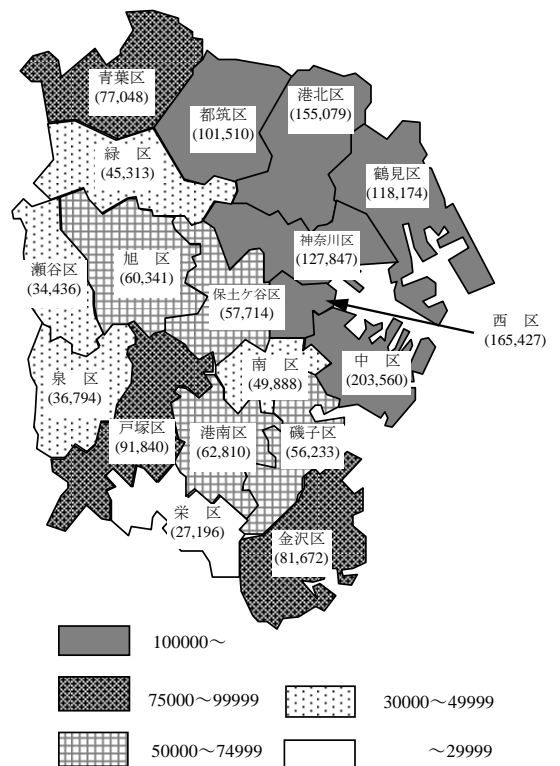 青葉区
(77,048)
都筑区
(101,510)
港北区
(155,079)
緑 区
(45,313)
鶴見区
(118,174)
神奈川区
(127,847)
旭 区
(60,341)
瀬谷区
(34,436)
保土ケ谷区
(57,714)
西 区
(165,427)
中 区
(203,560)
南 区
(49,888)
泉 区
(36,794)
戸塚区
(91,840)
港南区
(62,810)
磯子区
(56,233)
栄 区
(27,196)
金沢区
(81,672)
100000～
75000～99999
30000～49999
50000～74999
～29999